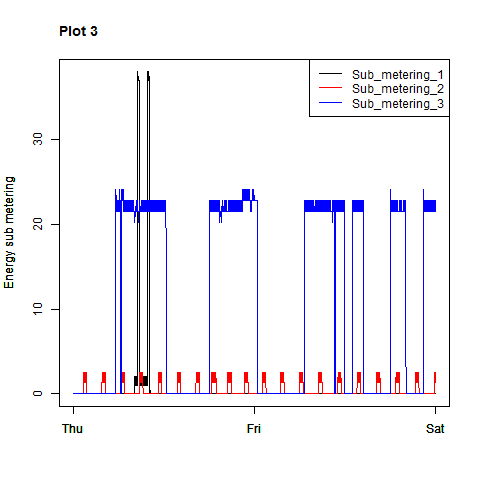 Plot 3
Sub_metering_1
Sub_metering_2
Sub_metering_3
Energy sub metering
30
20
10
0
Thu
Fri
Sat